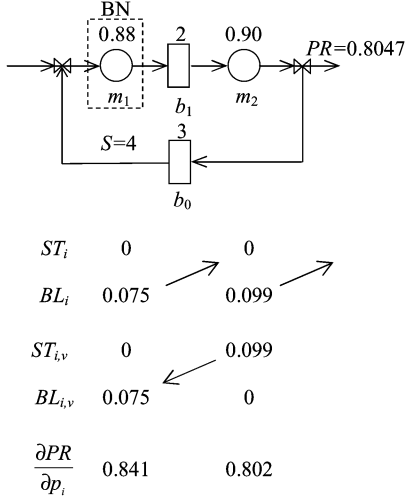 BN
0.88 2 0.90
PR=0.8047
m₁ b₁ m₂
3
S=4
b₀
STᵢ 0 0
BLᵢ 0.075 0.099
STᵢ,ᵥ 0 0.099
BLᵢ,ᵥ 0.075 0
∂PR/∂pᵢ 0.841 0.802